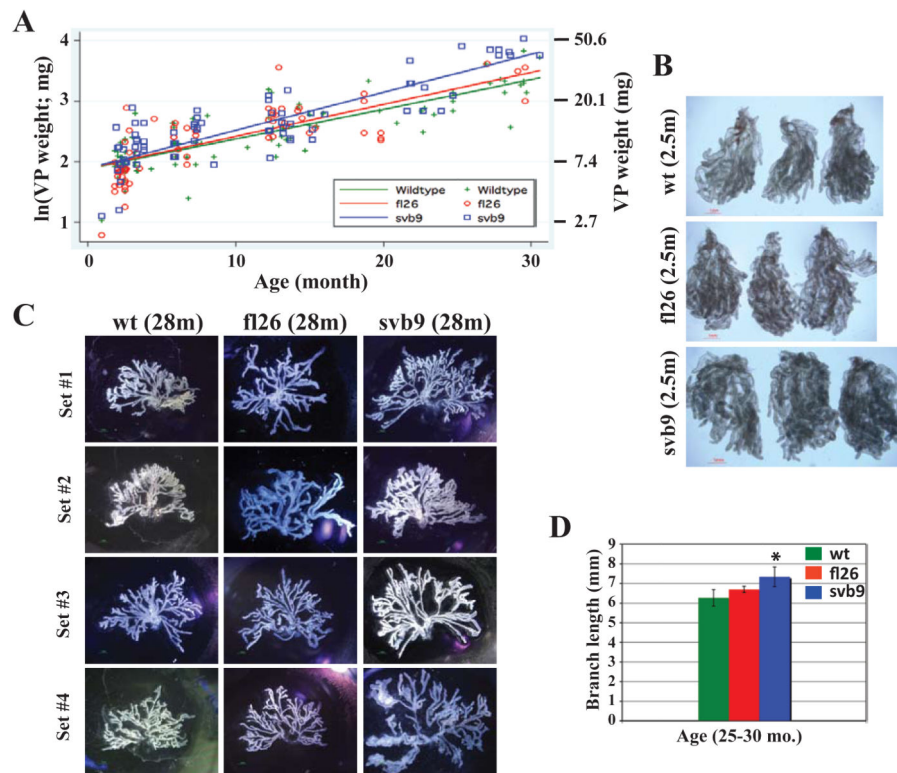 A
ln(VP weight; mg)
4
3
2
1
50.6
20.1
7.4
2.7
VP weight (mg)
Wildtype
fl26
svb9
Wildtype
fl26
svb9
0
10
20
30
Age (month)
B
wt (2.5m)
fl26 (2.5m)
svb9 (2.5m)
C
wt (28m)
fl26 (28m)
svb9 (28m)
Set #1
Set #2
Set #3
Set #4
D
Branch length (mm)
9
8
7
6
5
4
3
2
1
0
*
wt
fl26
svb9
Age (25-30 mo.)